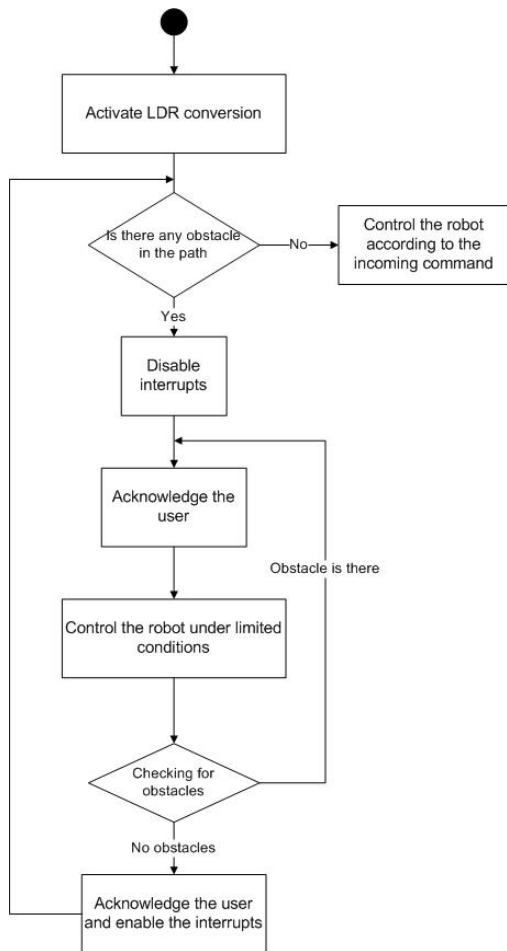 Activate LDR conversion
Is there any obstacle
in the path
No
Control the robot
according to the
incoming command
Yes
Disable
interrupts
Acknowledge the
user
Obstacle is there
Control the robot under limited
conditions
Checking for
obstacles
No obstacles
Acknowledge the user
and enable the interrupts